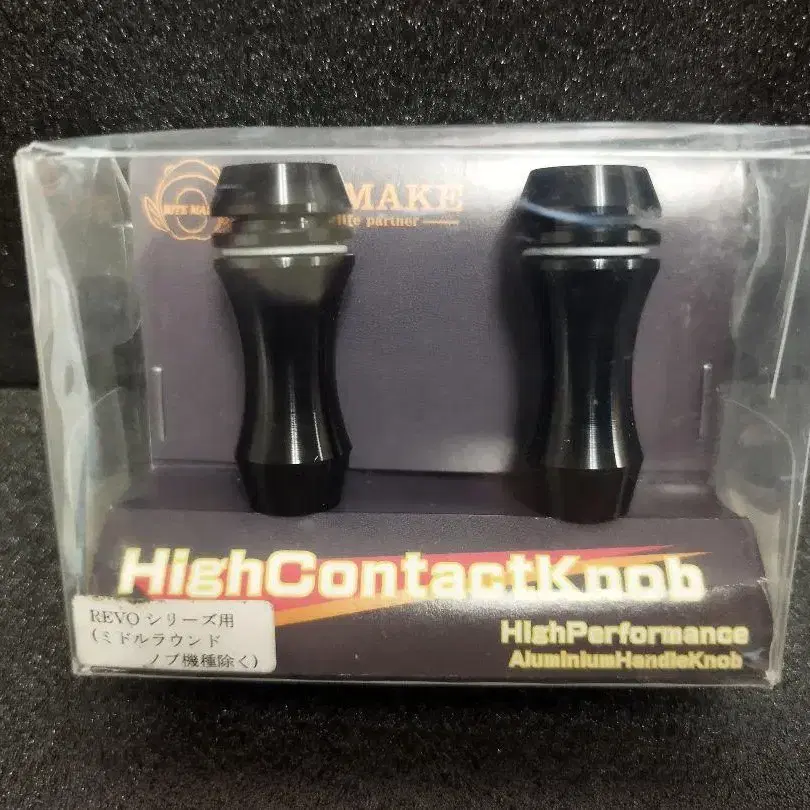 MAKE
life partner
HighContactKnob
HighPerformance
AluminiumHandleKnob
REVO シリーズ用
(ミドルラウンド
ノブ機種除く)